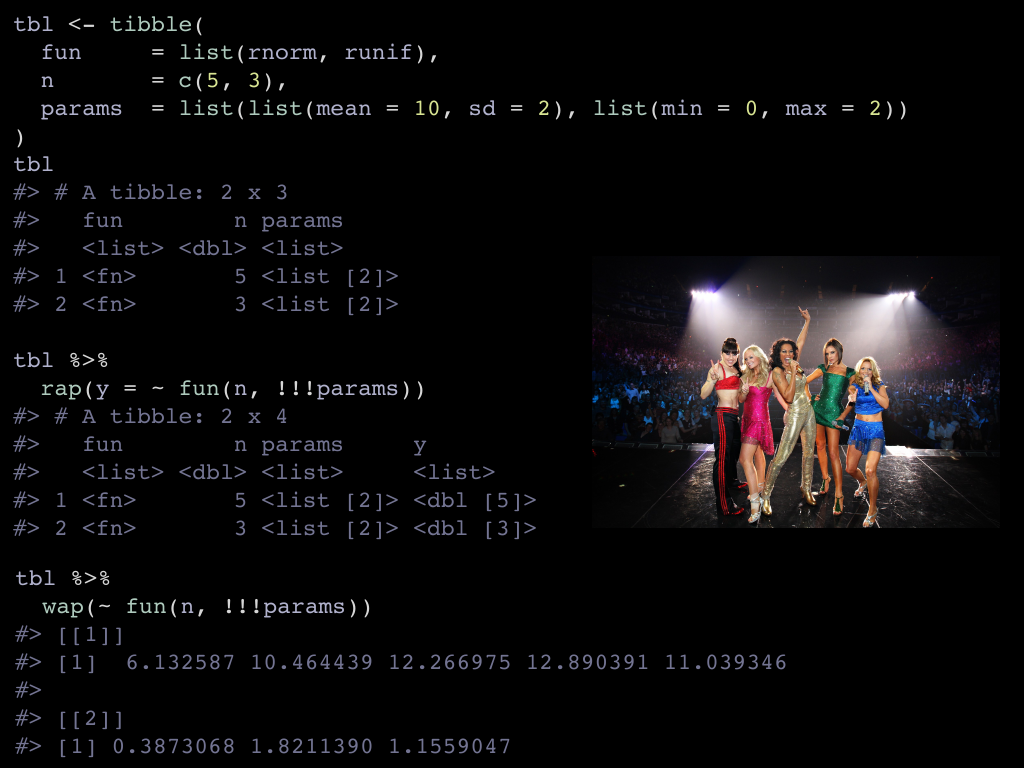 tbl <- tibble(
  fun     = list(rnorm, runif),
  n       = c(5, 3),
  params  = list(list(mean = 10, sd = 2), list(min = 0, max = 2))
)
tbl
#> # A tibble: 2 x 3
#>   fun        n params
#>   <list> <dbl> <list>
#> 1 <fn>       5 <list [2]>
#> 2 <fn>       3 <list [2]>
tbl %>%
  rap(y = ~ fun(n, !!!params))
#> # A tibble: 2 x 4
#>   fun        n params     y
#>   <list> <dbl> <list>     <list>
#> 1 <fn>       5 <list [2]> <dbl [5]>
#> 2 <fn>       3 <list [2]> <dbl [3]>
tbl %>%
  wap(~ fun(n, !!!params))
#> [[1]]
#> [1]  6.132587 10.464439 12.266975 12.890391 11.039346
#>
#> [[2]]
#> [1] 0.3873068 1.8211390 1.1559047